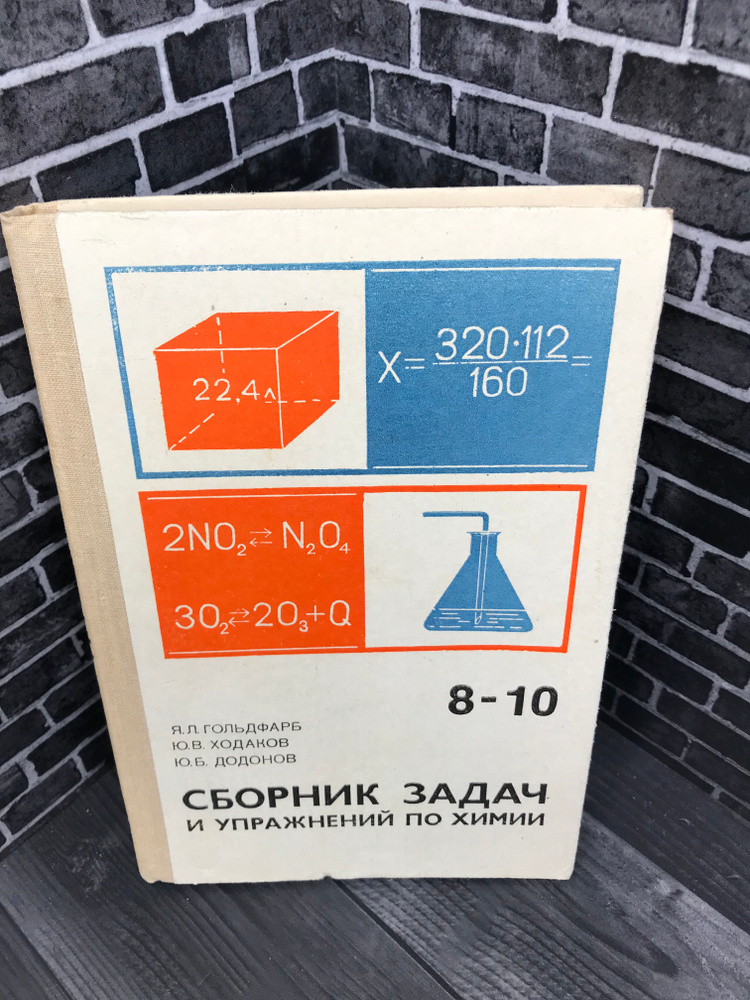 22,4л
X=320·112/160=
2NO₂⇄N₂O₄
3O₂⇄2O₃+Q
8-10
Я.Л.ГОЛЬДФАРБ
Ю.В. ХОДАКОВ
Ю.Б. ДОДОНОВ
СБОРНИК ЗАДАЧ
И УПРАЖНЕНИЙ ПО ХИМИИ